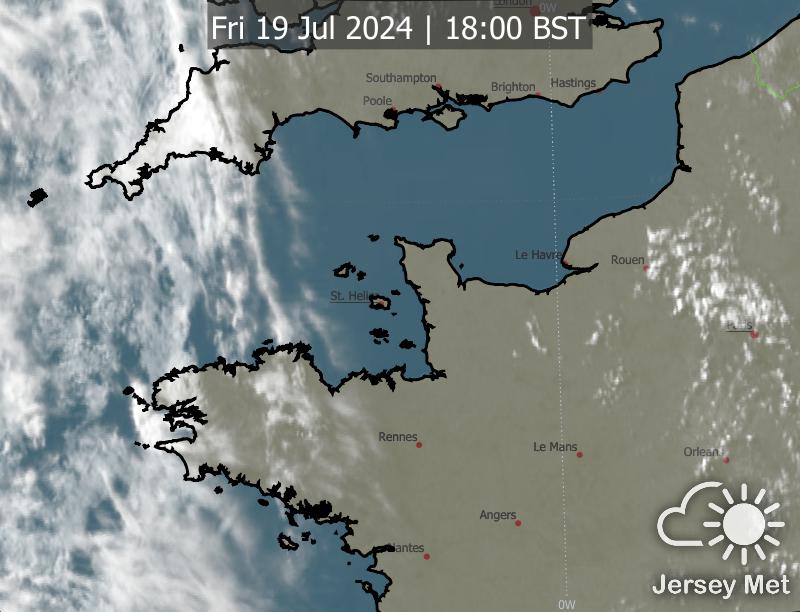 London
0W
Fri 19 Jul 2024 | 18:00 BST
Southampton
Brighton
Hastings
Poole
Le Havre
Rouen
St. Helier
Paris
Rennes
Le Mans
Orleans
Angers
Nantes
0W
Jersey Met